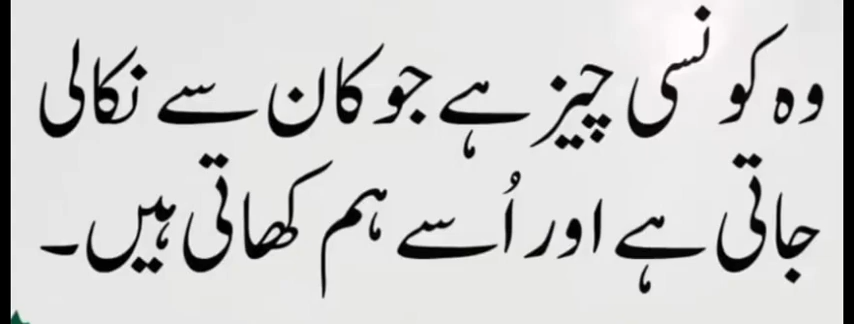 وہ کونسی چیز ہے جو کان سے نکالی
جاتی ہے اور اُسے ہم کھاتی ہیں۔